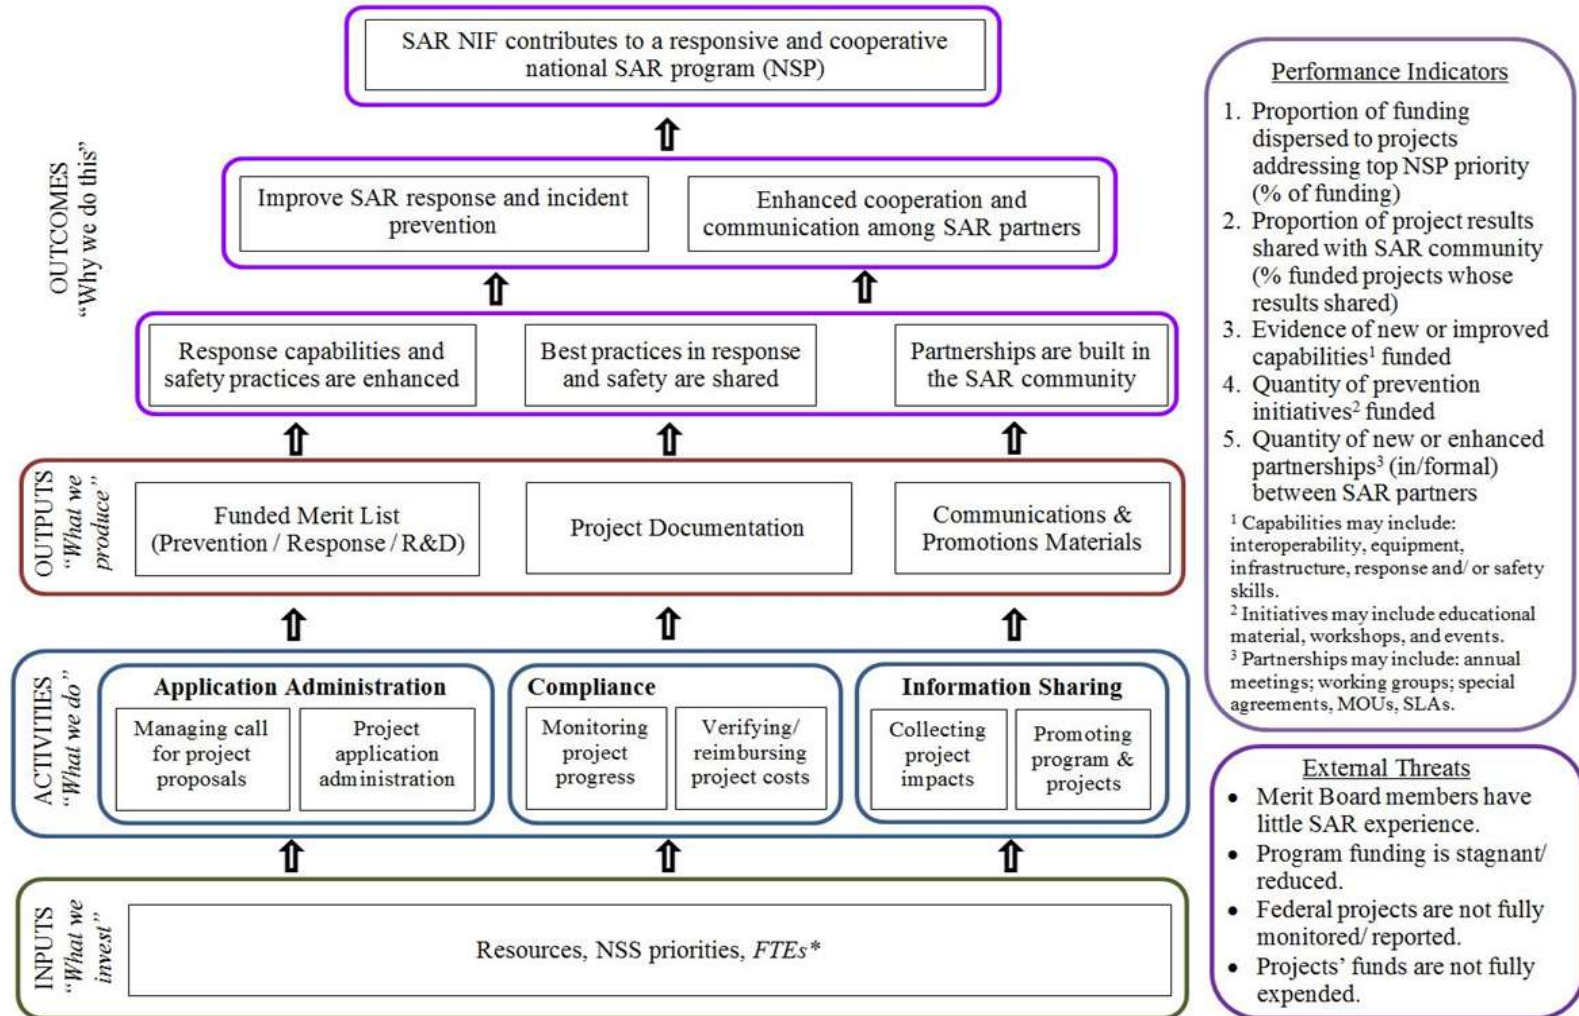 SAR NIF contributes to a responsive and cooperative
national SAR program (NSP)
OUTCOMES
“Why we do this”
Improve SAR response and incident
prevention
Enhanced cooperation and
communication among SAR partners
Response capabilities and
safety practices are enhanced
Best practices in response
and safety are shared
Partnerships are built in
the SAR community
OUTPUTS
“What we
produce”
Funded Merit List
(Prevention / Response / R&D)
Project Documentation
Communications &
Promotions Materials
ACTIVITIES
“What we do”
Application Administration
Managing call
for project
proposals
Project
application
administration
Compliance
Monitoring
project
progress
Verifying/
reimbursing
project costs
Information Sharing
Collecting
project
impacts
Promoting
program &
projects
INPUTS
“What we
invest”
Resources, NSS priorities, FTEs*
Performance Indicators
1. Proportion of funding
dispersed to projects
addressing top NSP priority
(% of funding)
2. Proportion of project results
shared with SAR community
(% funded projects whose
results shared)
3. Evidence of new or improved
capabilities¹ funded
4. Quantity of prevention
initiatives² funded
5. Quantity of new or enhanced
partnerships³ (in/formal)
between SAR partners
¹ Capabilities may include:
interoperability, equipment,
infrastructure, response and/ or safety
skills.
² Initiatives may include educational
material, workshops, and events.
³ Partnerships may include: annual
meetings; working groups; special
agreements, MOUs, SLAs.
External Threats
• Merit Board members have
little SAR experience.
• Program funding is stagnant/
reduced.
• Federal projects are not fully
monitored/ reported.
• Projects’ funds are not fully
expended.